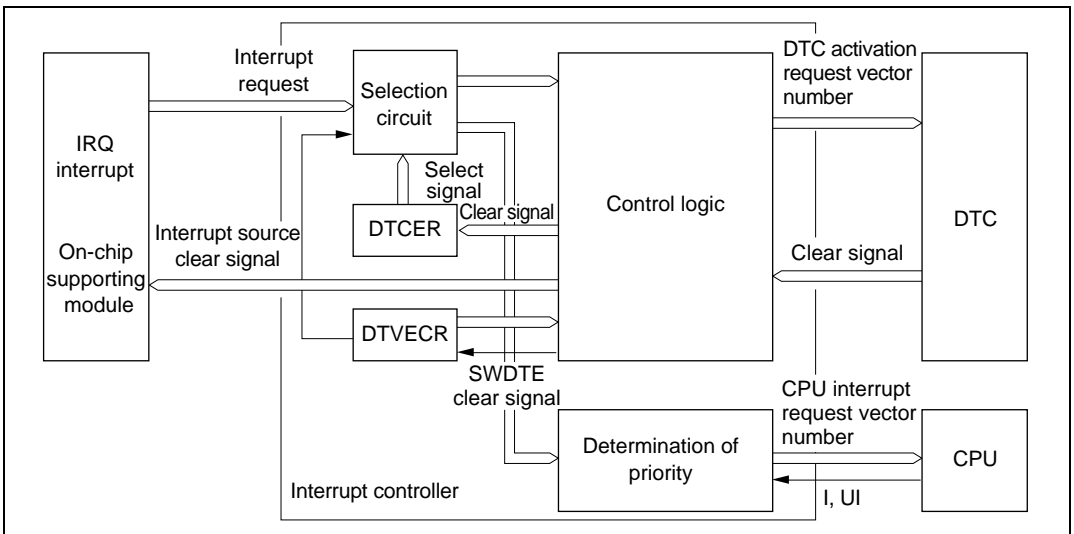 Interrupt
request
DTC activation
request vector
number
Selection
circuit
IRQ
interrupt
Select
signal
Control logic
DTCER
Clear signal
DTC
On-chip
supporting
module
Interrupt source
clear signal
Clear signal
DTVECR
SWDTE
clear signal
CPU interrupt
request vector
number
Determination of
priority
CPU
Interrupt controller
I, UI